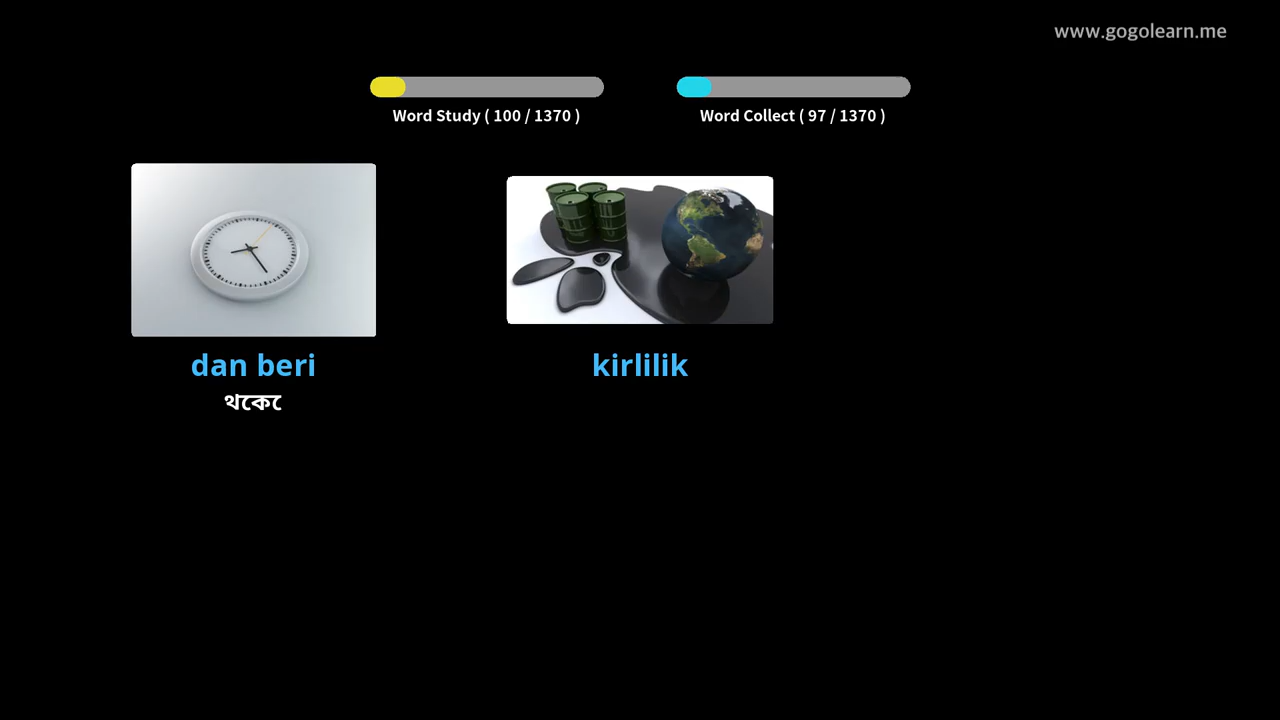 www.gogolearn.me
Word Study ( 100 / 1370 )
Word Collect ( 97 / 1370 )
dan beri
kirlilik
থেকে